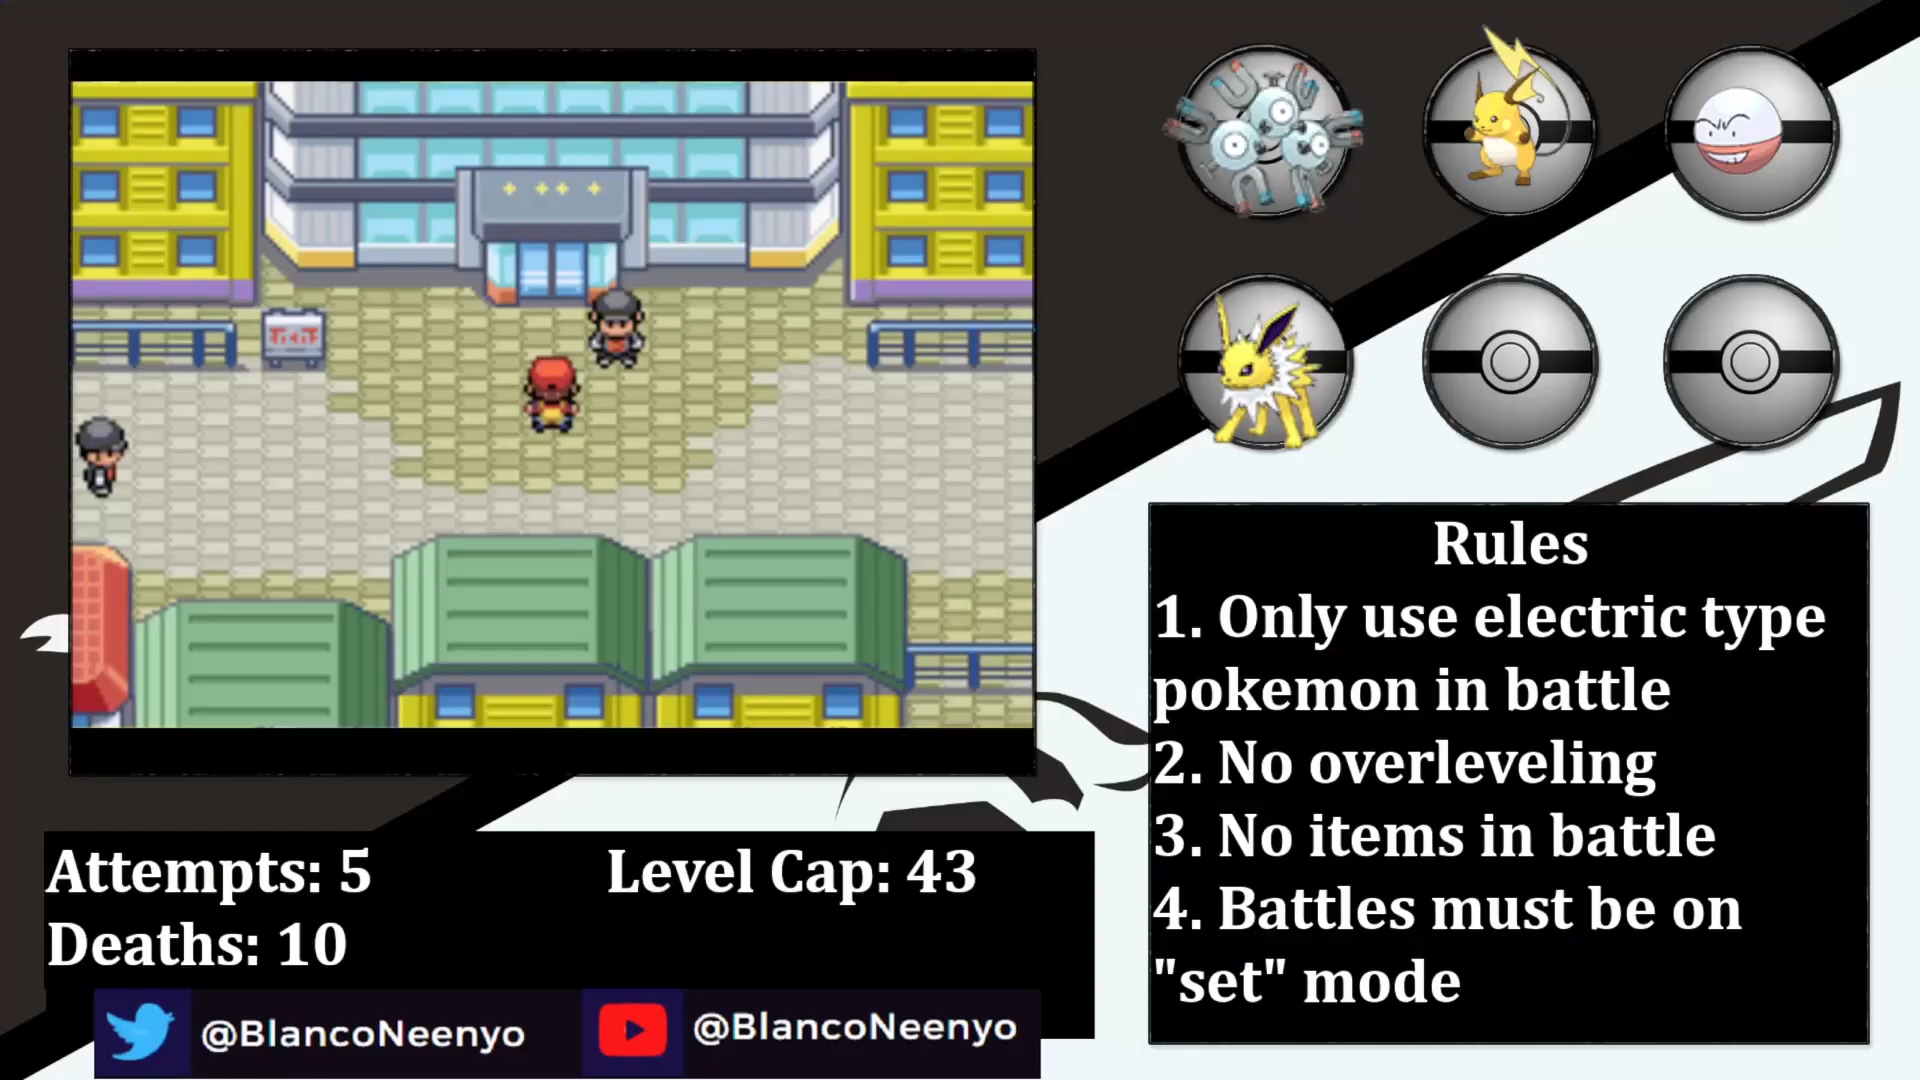 Rules
1. Only use electric type
pokemon in battle
2. No overleveling
3. No items in battle
4. Battles must be on
"set" mode
Attempts: 5
Level Cap: 43
Deaths: 10
@BlancoNeenyo
@BlancoNeenyo